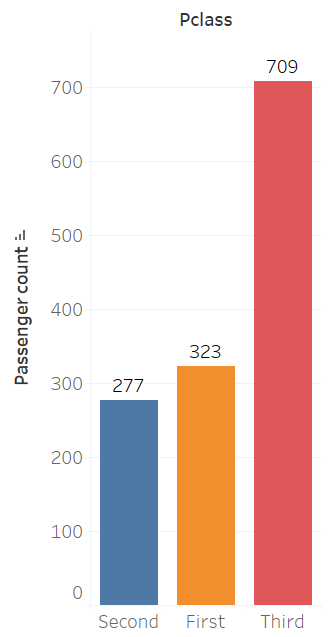 Pclass
Passenger count
700
600
500
400
300
200
100
0
277
323
709
Second
First
Third